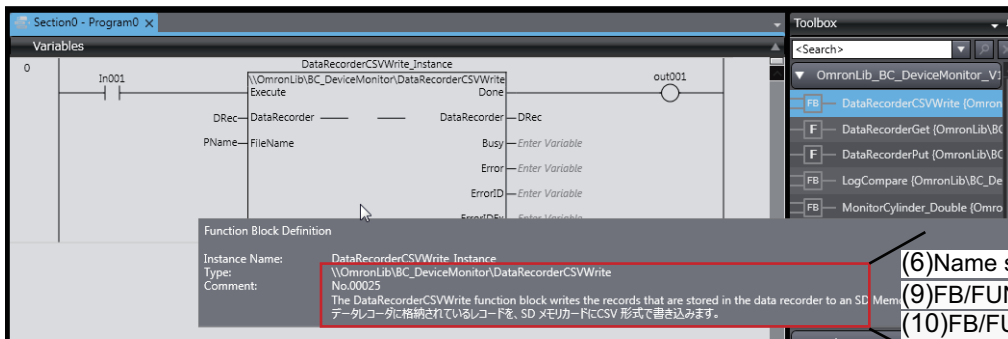 Section0 - Program0 ×
Variables
0
In001
DataRecorderCSVWrite_Instance
\\OmronLib\BC_DeviceMonitor\DataRecorderCSVWrite
Execute
Done
out001
DRec
DataRecorder
DataRecorder
DRec
PName
FileName
Busy
Enter Variable
Error
Enter Variable
ErrorID
Enter Variable
ErrorIDEx
Enter Variable
Function Block Definition
Instance Name: DataRecorderCSVWrite_Instance
Type: \\OmronLib\BC_DeviceMonitor\DataRecorderCSVWrite
Comment: No.00025
The DataRecorderCSVWrite function block writes the records that are stored in the data recorder to an SD Mem
データレコーダに格納されているレコードを、SD メモリカードにCSV 形式で書き込みます。
Toolbox
<Search>
OmronLib_BC_DeviceMonitor_V1
FB DataRecorderCSVWrite {Omron
F DataRecorderGet {OmronLib\BC
F DataRecorderPut {OmronLib\BC
FB LogCompare {OmronLib\BC_De
FB MonitorCylinder_Double {Omro
(6)Name s
(9)FB/FUN
(10)FB/FU